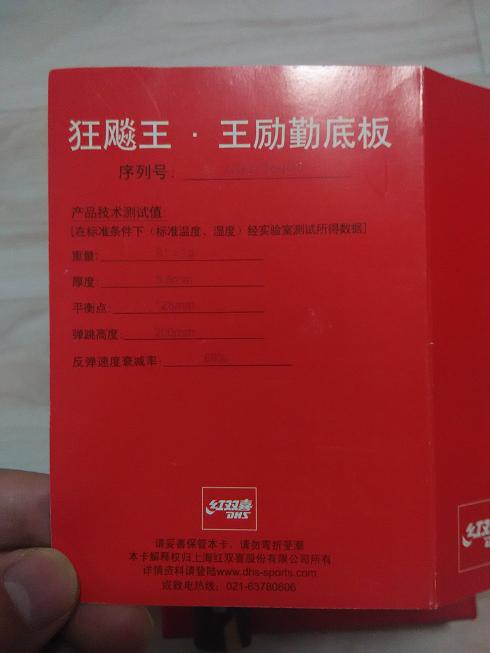 狂飚王 · 王励勤底板
序列号:
产品技术测试值:
[在标准条件下（标准温度、湿度）经实验室测试所得数据]
重量:
厚度:
平衡点:
弹跳高度: 200mm
反弹速度衰减率:
红双喜
DHS
请妥善保管本卡，请勿弯折受潮
本卡解释权归上海红双喜股份有限公司所有
详情资料请登陆www.dhs-sports.com
或致电热线: 021-63780606